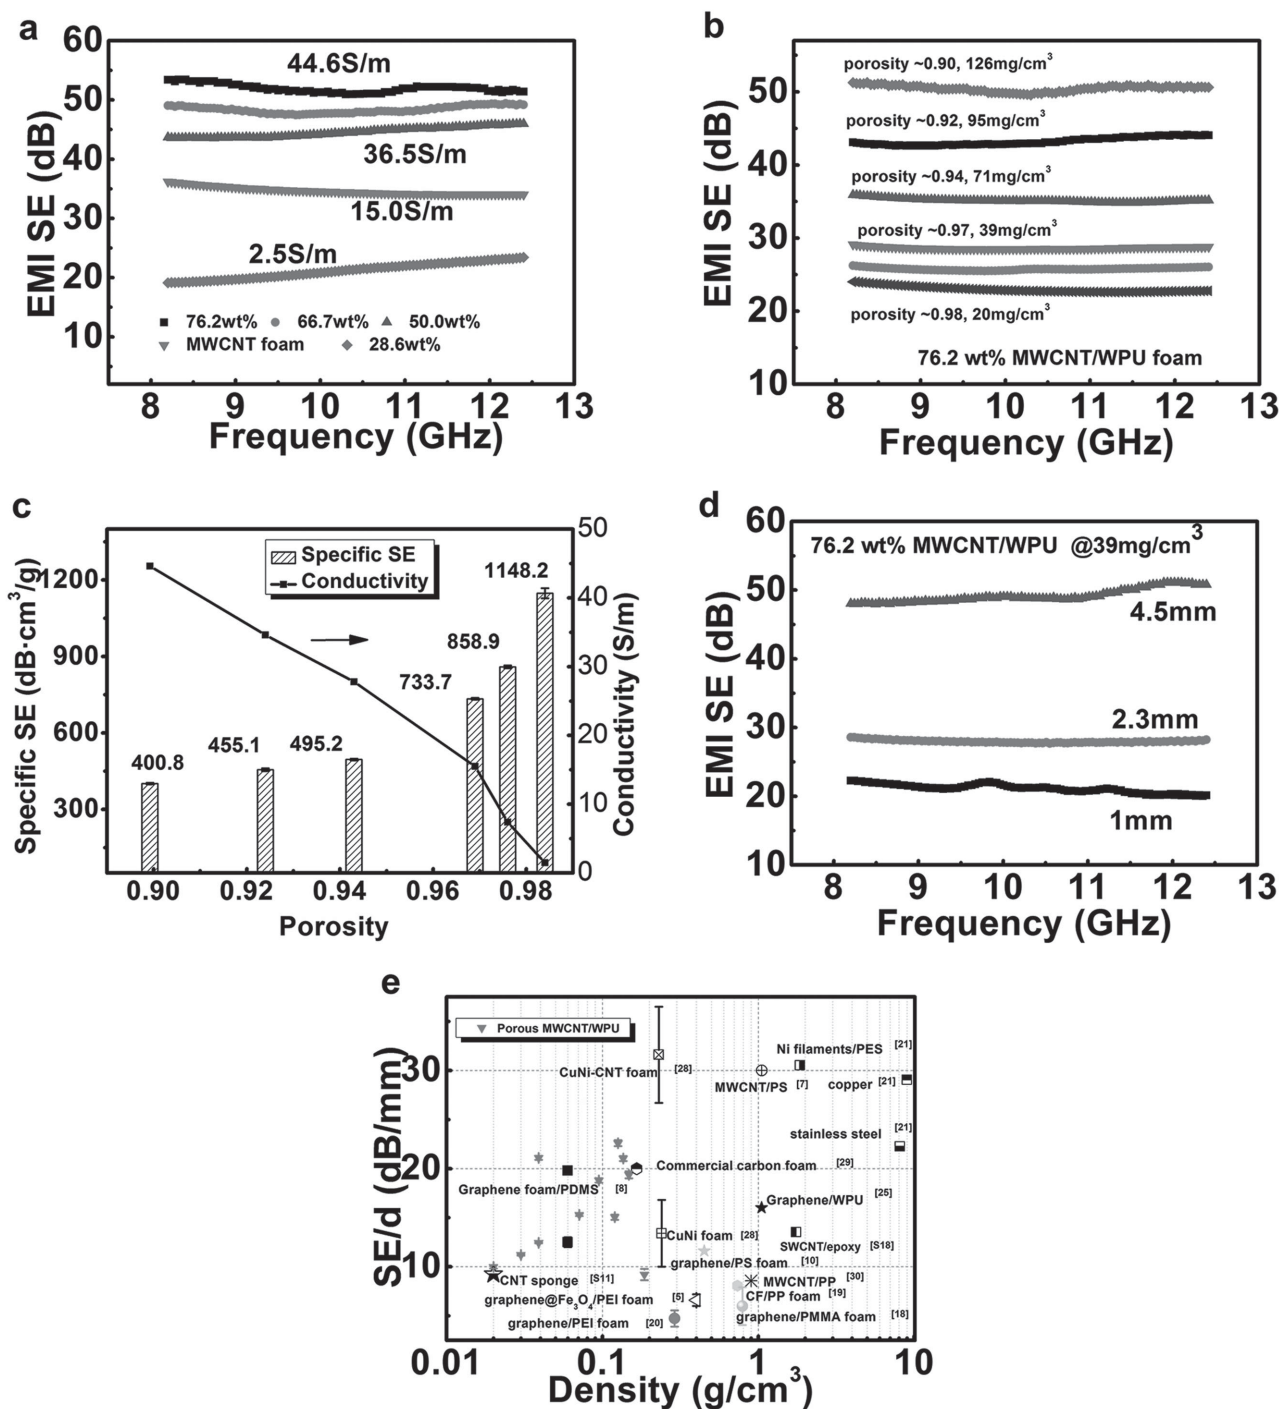 a
60
50
40
30
20
10
EMI SE (dB)
44.6S/m
36.5S/m
15.0S/m
2.5S/m
76.2wt% 66.7wt% 50.0wt%
MWCNT foam 28.6wt%
8 9 10 11 12 13
Frequency (GHz)
b
50
40
30
20
10
EMI SE (dB)
porosity ~0.90, 126mg/cm³
porosity ~0.92, 95mg/cm³
porosity ~0.94, 71mg/cm³
porosity ~0.97, 39mg/cm³
porosity ~0.98, 20mg/cm³
76.2 wt% MWCNT/WPU foam
8 9 10 11 12 13
Frequency (GHz)
c
1200
900
600
300
Specific SE (dB·cm³/g)
Specific SE
Conductivity
400.8
455.1
495.2
733.7
858.9
1148.2
50
40
30
20
10
0
Conductivity (S/m)
0.90 0.92 0.94 0.96 0.98
Porosity
d
60
50
40
30
20
10
EMI SE (dB)
76.2 wt% MWCNT/WPU @39mg/cm³
4.5mm
2.3mm
1mm
8 9 10 11 12 13
Frequency (GHz)
e
30
20
10
SE/d (dB/mm)
Porous MWCNT/WPU
Ni filaments/PES [21]
CuNi-CNT foam [28]
MWCNT/PS [7]
copper [21]
stainless steel [21]
Commercial carbon foam [29]
Graphene foam/PDMS [8]
Graphene/WPU [25]
CuNi foam [28]
SWCNT/epoxy [S18]
graphene/PS foam [10]
CNT sponge [S11]
MWCNT/PP [30]
graphene@Fe₃O₄/PEI foam [5]
CF/PP foam [19]
graphene/PEI foam [20]
graphene/PMMA foam [18]
0.01 0.1 1 10
Density (g/cm³)